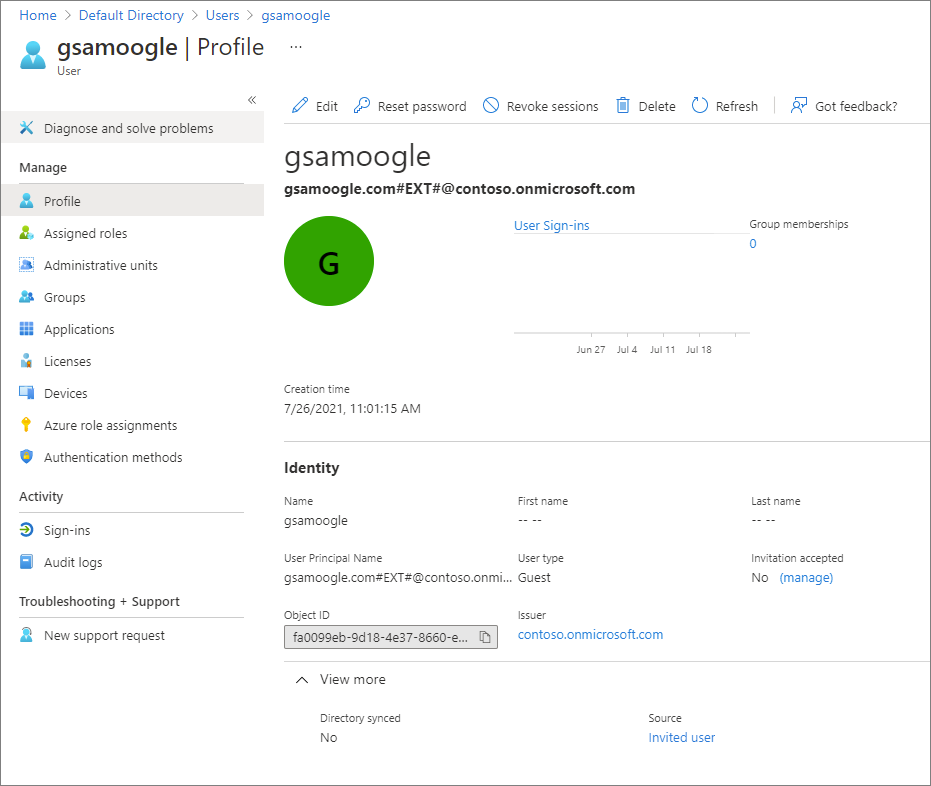 Home > Default Directory > Users > gsamoogle
gsamoogle | Profile ...
User
«
Diagnose and solve problems
Manage
Profile
Assigned roles
Administrative units
Groups
Applications
Licenses
Devices
Azure role assignments
Authentication methods
Activity
Sign-ins
Audit logs
Troubleshooting + Support
New support request
Edit Reset password Revoke sessions Delete Refresh Got feedback?
gsamoogle
gsamoogle.com#EXT#@contoso.onmicrosoft.com
G
User Sign-ins
Group memberships
0
Jun 27 Jul 4 Jul 11 Jul 18
Creation time
7/26/2021, 11:01:15 AM
Identity
Name First name Last name
gsamoogle -- -- -- --
User Principal Name User type Invitation accepted
gsamoogle.com#EXT#@contoso.onmi... Guest No (manage)
Object ID Issuer
fa0099eb-9d18-4e37-8660-e... contoso.onmicrosoft.com
View more
Directory synced Source
No Invited user